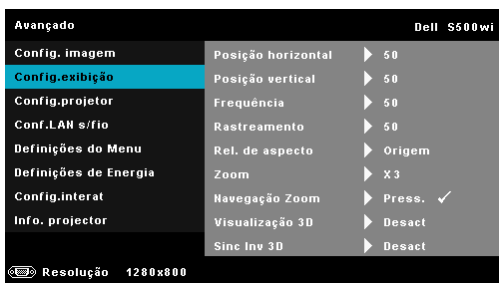 Avançado Dell S500wi
Config. imagem
Config.exibição
Config.projetor
Conf.LAN s/fio
Definições do Menu
Definições de Energia
Config.interat
Info. projector
Posição horizontal 50
Posição vertical 50
Frequência 50
Rastreamento 50
Rel. de aspecto Origem
Zoom X3
Navegação Zoom Press. ✓
Visualização 3D Desact
Sinc Inv 3D Desact
Resolução 1280x800